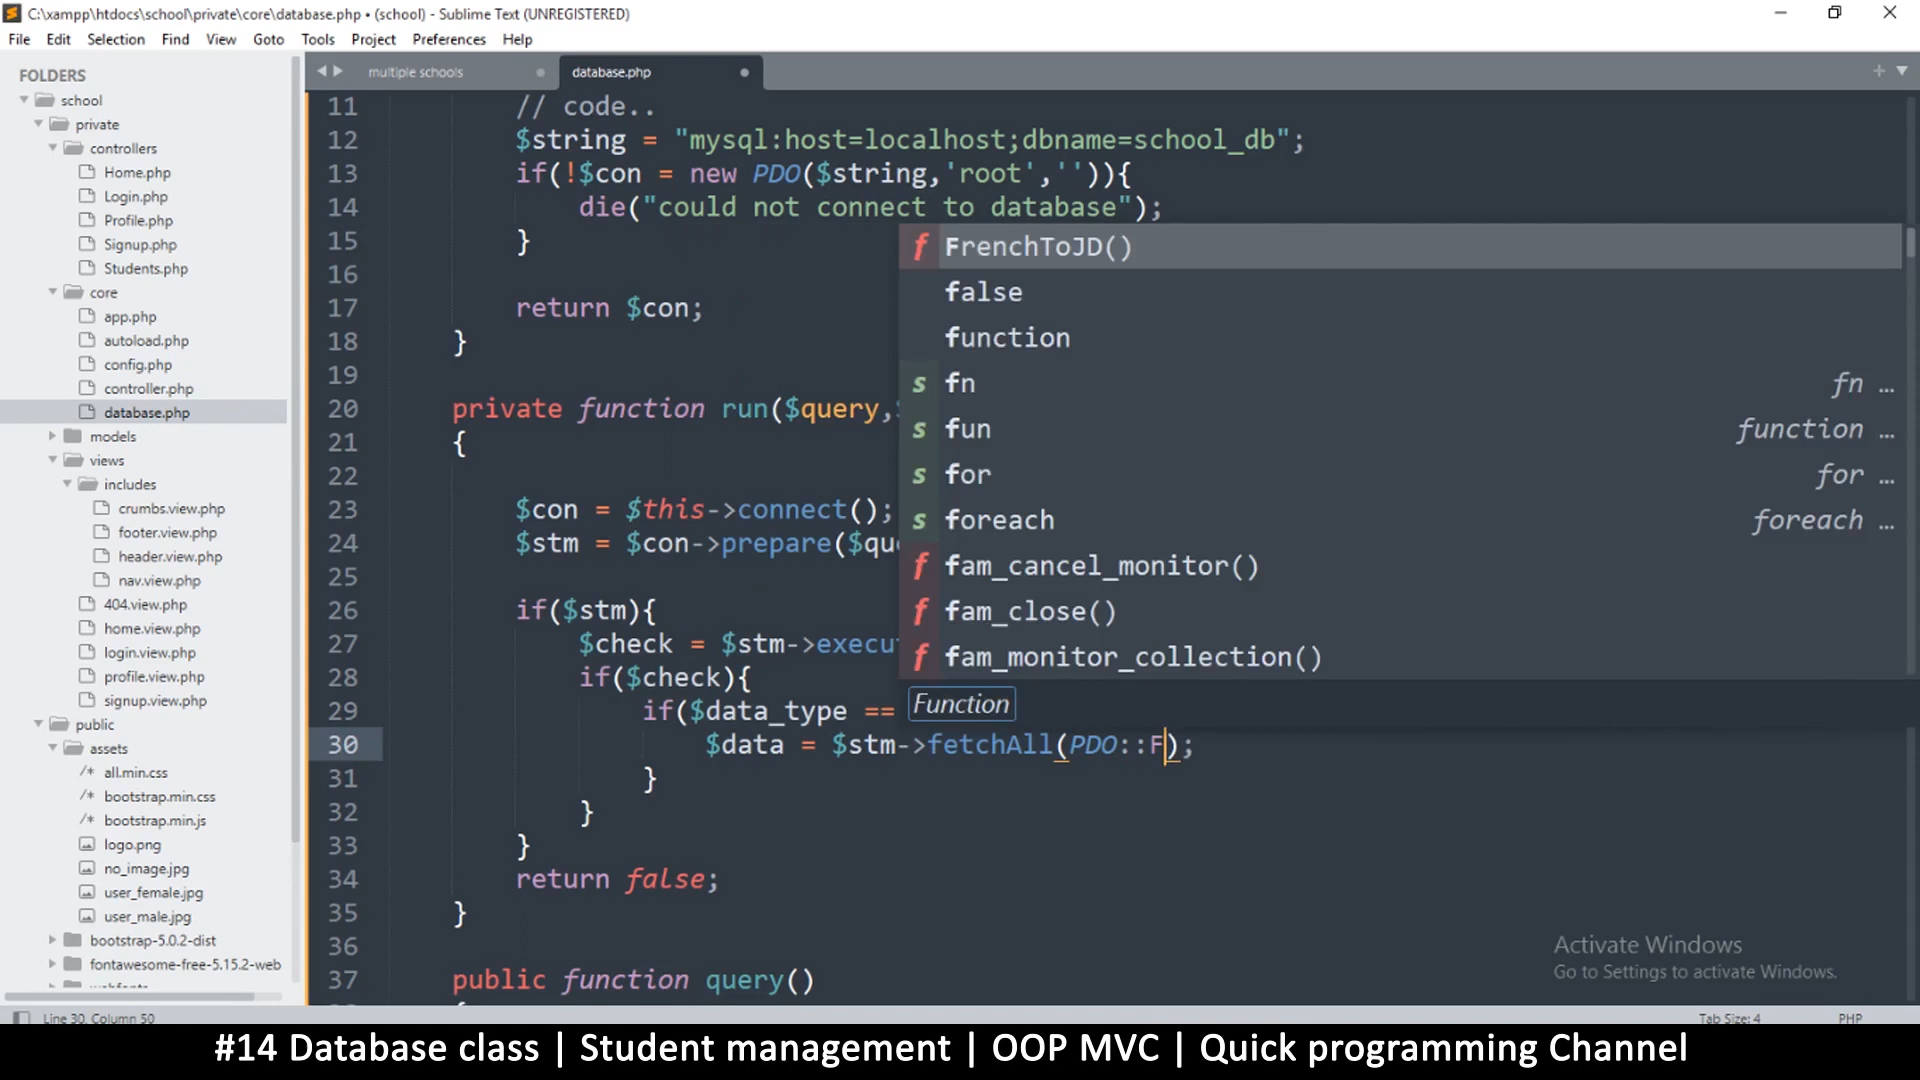 C:\xampp\htdocs\school\private\core\database.php • (school) - Sublime Text (UNREGISTERED)
File Edit Selection Find View Goto Tools Project Preferences Help
FOLDERS
school
private
controllers
Home.php
Login.php
Profile.php
Signup.php
Students.php
core
app.php
autoload.php
config.php
controller.php
database.php
models
views
includes
crumbs.view.php
footer.view.php
header.view.php
nav.view.php
404.view.php
home.view.php
login.view.php
profile.view.php
signup.view.php
public
assets
all.min.css
bootstrap.min.css
bootstrap.min.js
logo.png
no_image.jpg
user_female.jpg
user_male.jpg
bootstrap-5.0.2-dist
fontawesome-free-5.15.2-web
multiple schools
database.php
11 // code..
12 $string = "mysql:host=localhost;dbname=school_db";
13 if(!$con = new PDO($string,'root','')){
14 die("could not connect to database");
15 }
16
17 return $con;
18 }
19
20 private function run($query,
21 {
22
23 $con = $this->connect();
24 $stm = $con->prepare($qu
25
26 if($stm){
27 $check = $stm->execu
28 if($check){
29 if($data_type ==
30 $data = $stm->fetchAll(PDO::F);
31 }
32 }
33 }
34 return false;
35 }
36
37 public function query()
f FrenchToJD()
false
function
s fn fn ...
s fun function ...
s for for ...
s foreach foreach ...
f fam_cancel_monitor()
f fam_close()
f fam_monitor_collection()
Function
Activate Windows
Go to Settings to activate Windows.
Line 30, Column 50
Tab Size: 4
PHP
#14 Database class | Student management | OOP MVC | Quick programming Channel